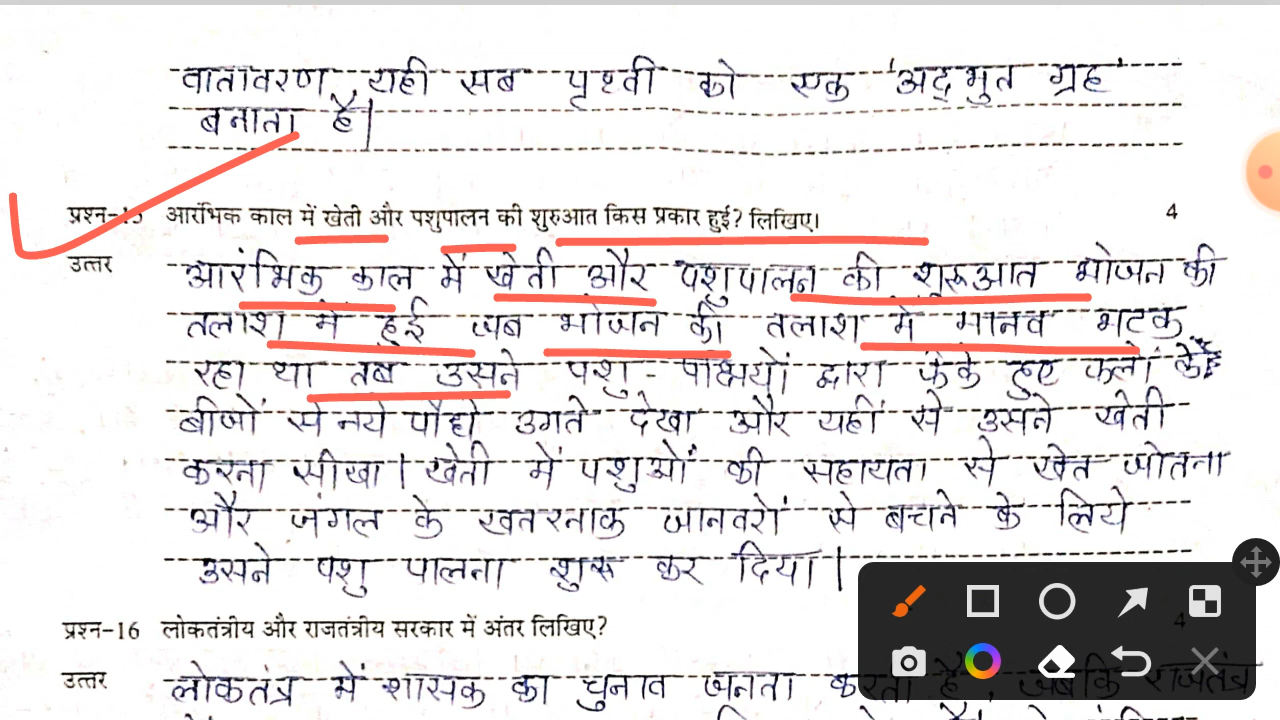 वातावरण, यही सब पृथ्वी को एक 'अद्भुत ग्रह'
बनाता है।
प्रश्न-15 आरंभिक काल में खेती और पशुपालन की शुरुआत किस प्रकार हुई? लिखिए। 4
उत्तर आरंभिक काल में खेती और पशुपालन की शुरूआत भोजन की
तलाश में हुई जब भोजन की तलाश में मानव भटक
रहा था तब उसने पशु-पक्षियों द्वारा फेंके हुए फलों के
बीजों से नये पौधो उगते देखा और यहीं से उसने खेती
करना सीखा। खेती में पशुओं की सहायता से खेत जोतना
और जंगल के खतरनाक जानवरों से बचाने के लिये
उसने पशु पालना शुरू कर दिया।
प्रश्न-16 लोकतंत्रीय और राजतंत्रीय सरकार में अंतर लिखिए? 4
उत्तर लोकतंत्र में शासक का चुनाव जनता करती है, जबकि राजतंत्र